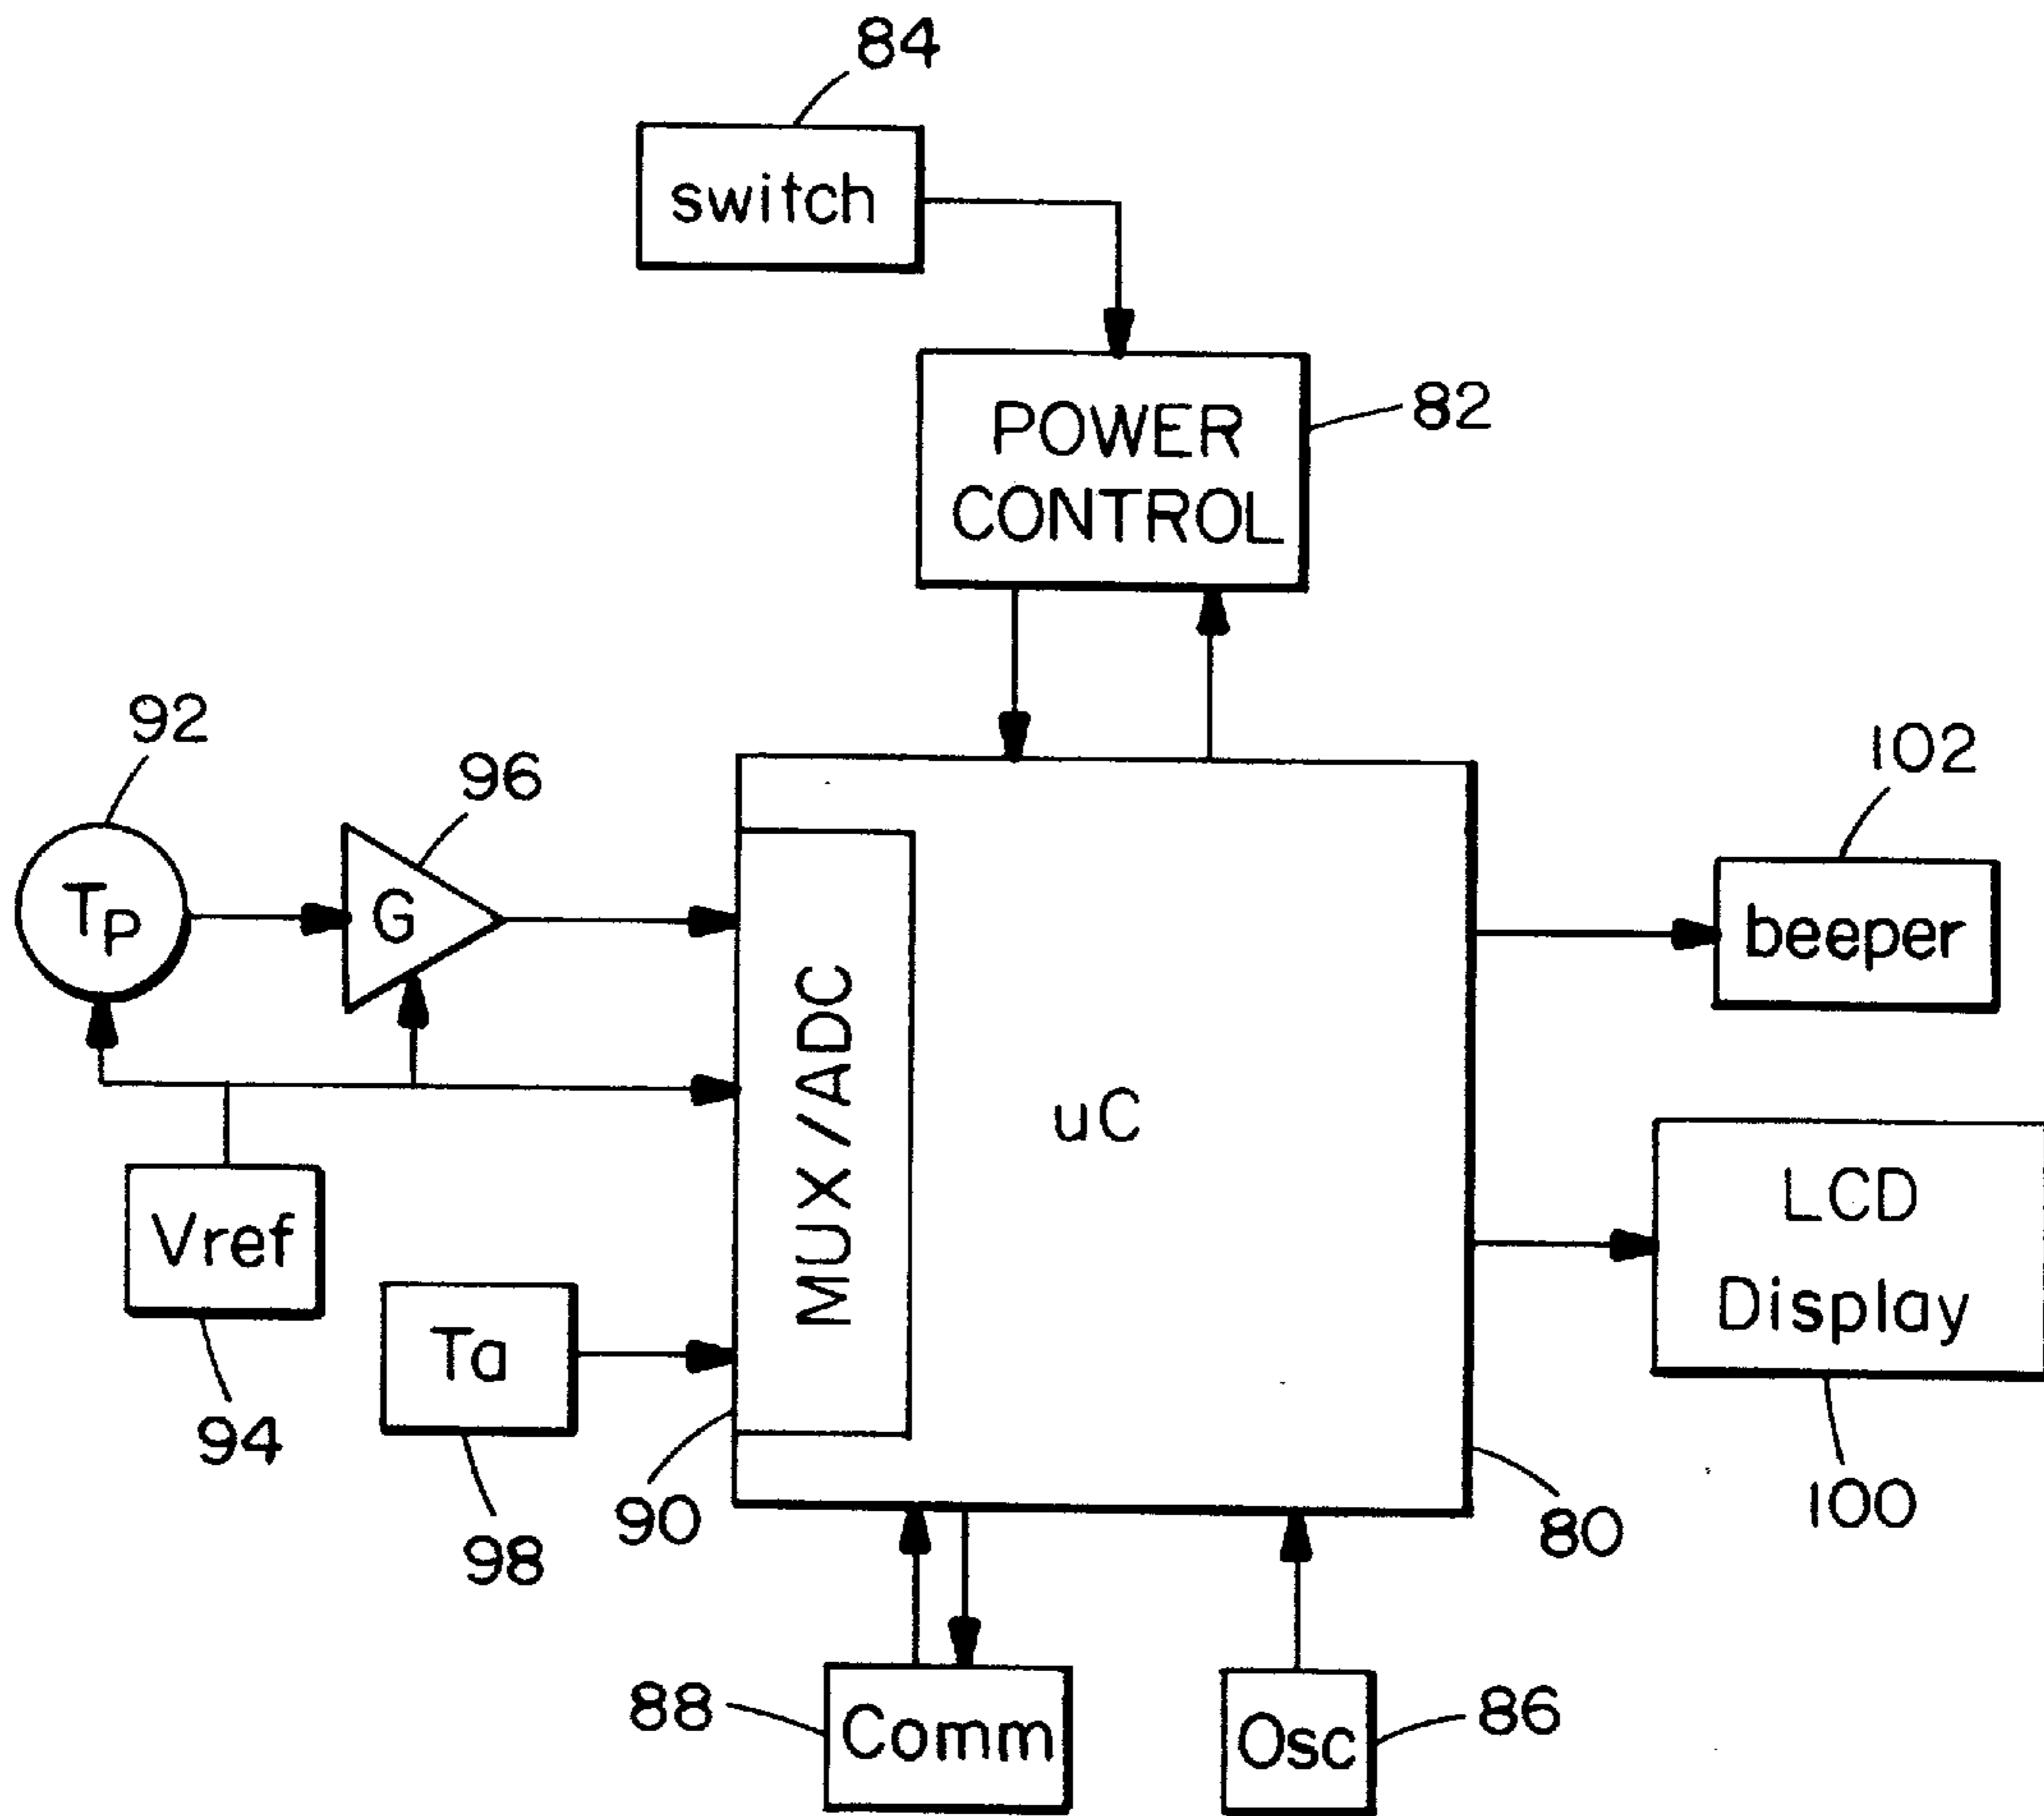 84
switch
POWER
CONTROL
82
92
96
102
TP
G
beeper
MUX/ADC
uC
Vref
LCD
Display
Ta
94
90
98
80
100
88
Comm
Osc
86